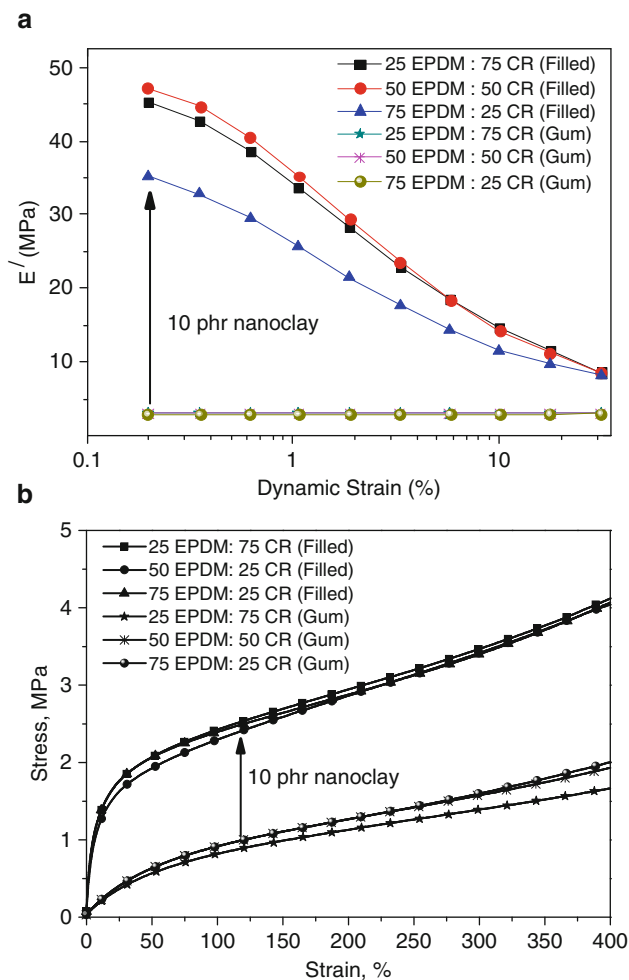 a
25 EPDM : 75 CR (Filled)
50 EPDM : 50 CR (Filled)
75 EPDM : 25 CR (Filled)
25 EPDM : 75 CR (Gum)
50 EPDM : 50 CR (Gum)
75 EPDM : 25 CR (Gum)
50
40
30
20
10
E / (MPa)
10 phr nanoclay
0.1
1
10
Dynamic Strain (%)
b
25 EPDM: 75 CR (Filled)
50 EPDM: 25 CR (Filled)
75 EPDM: 25 CR (Filled)
25 EPDM: 75 CR (Gum)
50 EPDM: 50 CR (Gum)
75 EPDM: 25 CR (Gum)
5
4
3
2
1
0
Stress, MPa
10 phr nanoclay
0
50
100
150
200
250
300
350
400
Strain, %